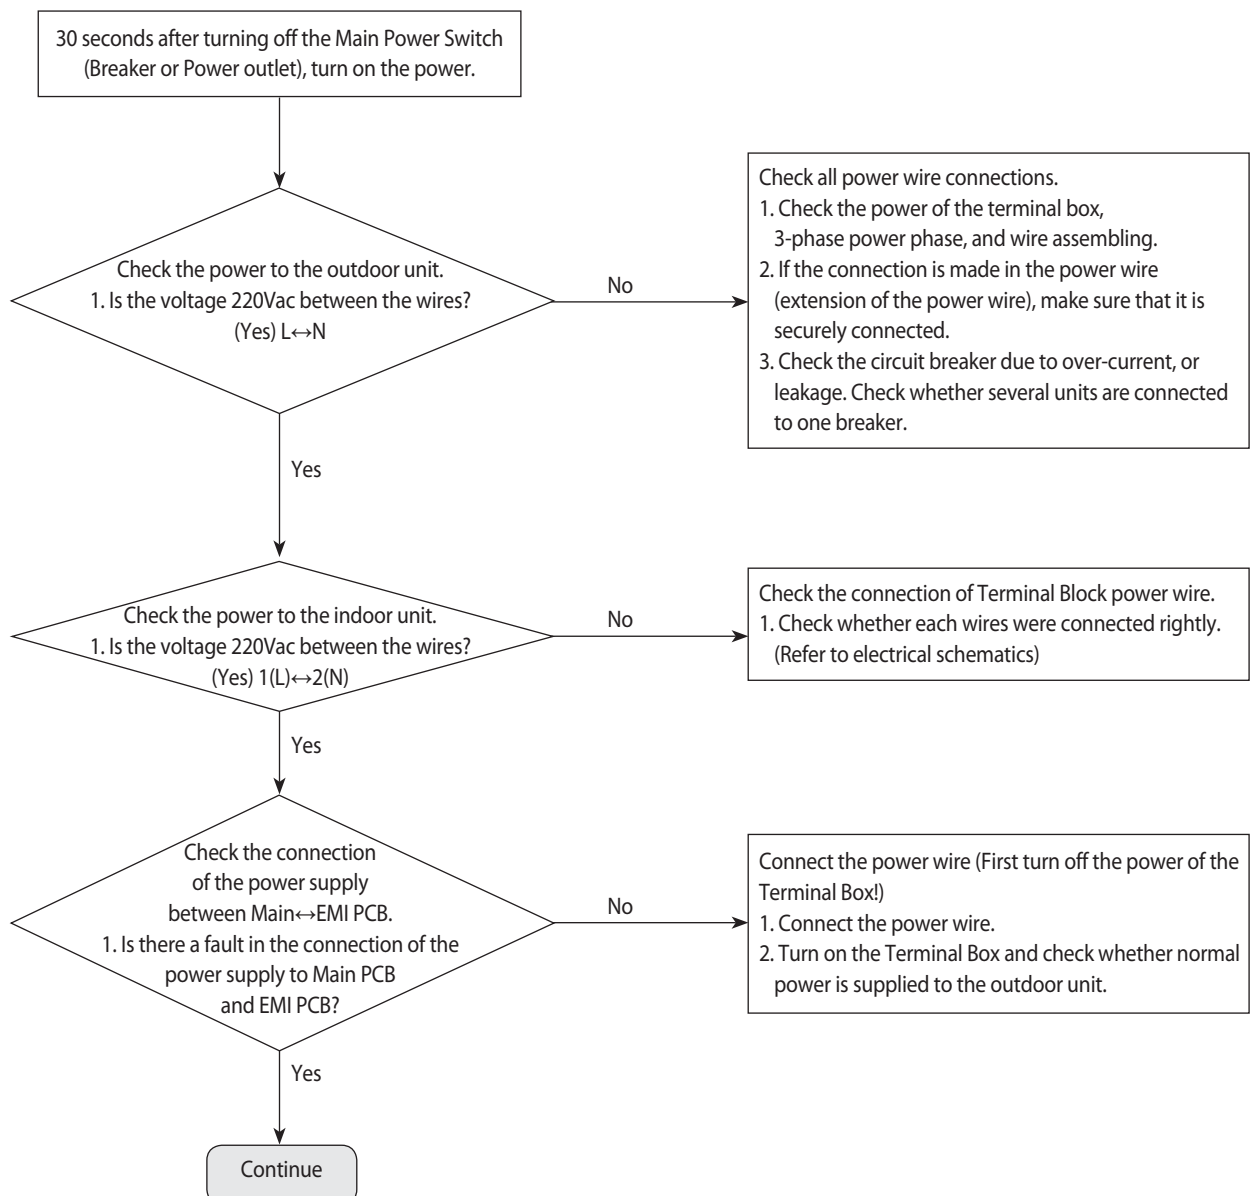 30 seconds after turning off the Main Power Switch
(Breaker or Power outlet), turn on the power.
Check the power to the outdoor unit.
1. Is the voltage 220Vac between the wires?
(Yes) L↔N
No
Check all power wire connections.
1. Check the power of the terminal box,
3-phase power phase, and wire assembling.
2. If the connection is made in the power wire
(extension of the power wire), make sure that it is
securely connected.
3. Check the circuit breaker due to over-current, or
leakage. Check whether several units are connected
to one breaker.
Yes
Check the power to the indoor unit.
1. Is the voltage 220Vac between the wires?
(Yes) 1(L)↔2(N)
No
Check the connection of Terminal Block power wire.
1. Check whether each wires were connected rightly.
(Refer to electrical schematics)
Yes
Check the connection
of the power supply
between Main↔EMI PCB.
1. Is there a fault in the connection of the
power supply to Main PCB
and EMI PCB?
No
Connect the power wire (First turn off the power of the
Terminal Box!)
1. Connect the power wire.
2. Turn on the Terminal Box and check whether normal
power is supplied to the outdoor unit.
Yes
Continue